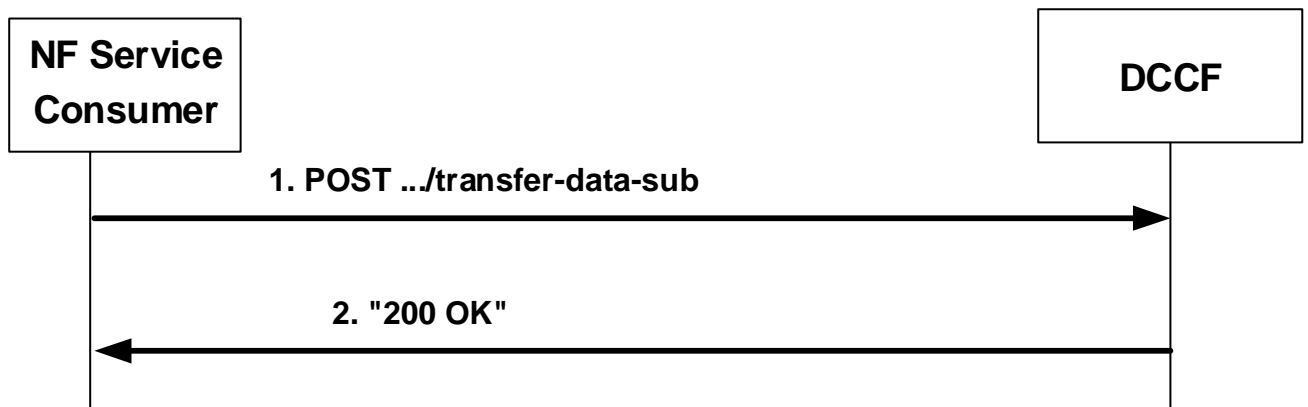 NF Service
Consumer
DCCF
1. POST .../transfer-data-sub
2. "200 OK"